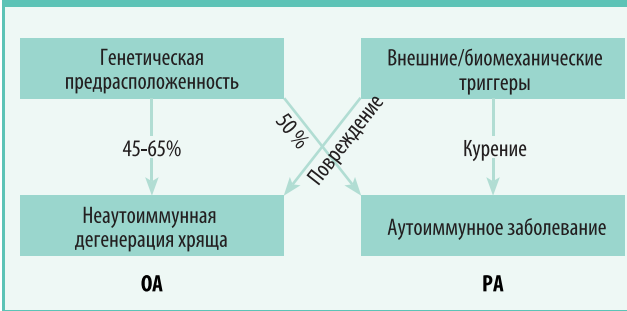 Генетическая
предрасположенность
Внешние/биомеханические
триггеры
45-65%
50 %
Повреждение
Курение
Неаутоиммунная
дегенерация хряща
Аутоиммунное заболевание
ОА
РА